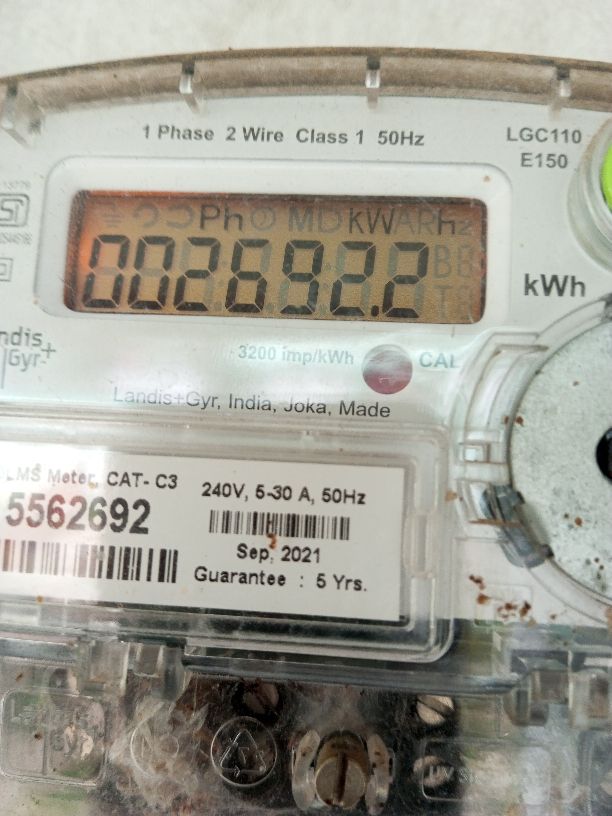 1 Phase 2 Wire Class 1 50Hz
LGC110
E150
Ph MD KWARhz
002692.2
kWh
ndis
Gyr+
3200 imp/kWh
CAL
Landis+Gyr, India, Joka, Made
LMS Meter, CAT- C3
5562692
240V, 5-30 A, 50Hz
Sep, 2021
Guarantee : 5 Yrs.